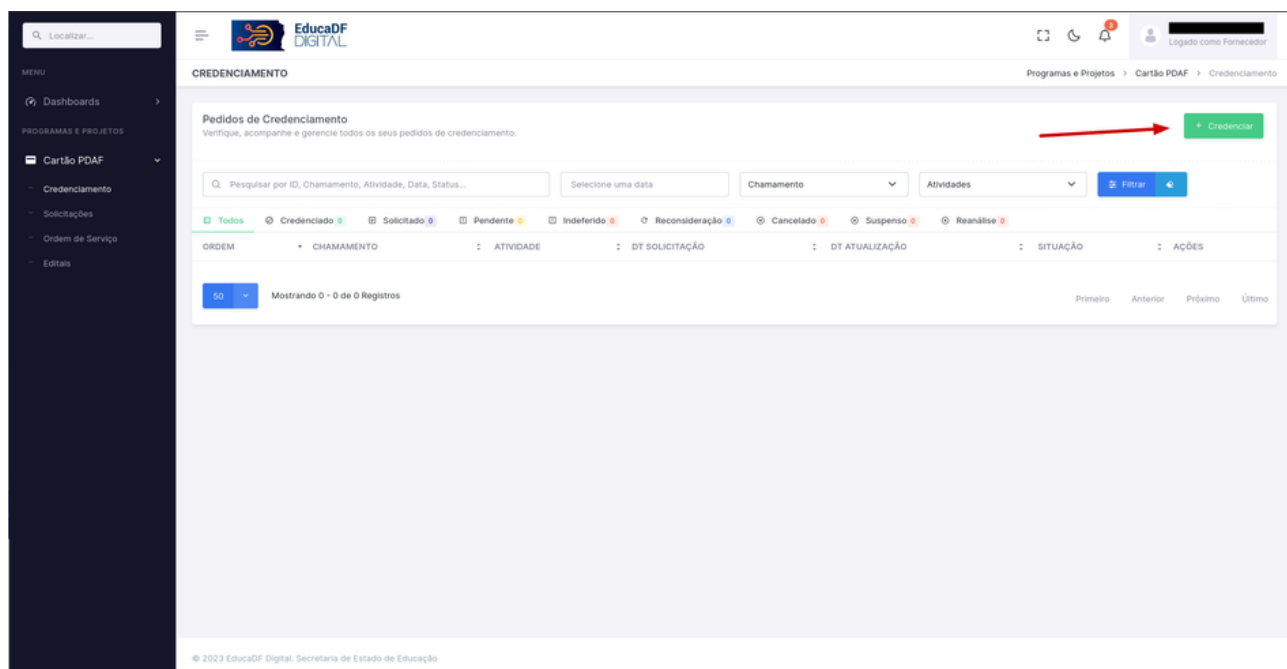 Localizar...
EducaDF
DIGITAL
3
Logado como Fornecedor
MENU
CREDENCIAMENTO
Programas e Projetos > Cartão PDAF > Credenciamento
Dashboards
PROGRAMAS E PROJETOS
Cartão PDAF
Credenciamento
Solicitações
Ordem de Serviço
Editais
Pedidos de Credenciamento
Verifique, acompanhe e gerencie todos os seus pedidos de credenciamento.
+ Credenciar
Pesquisar por ID, Chamamento, Atividade, Data, Status... Selecione uma data Chamamento Atividades Filtrar
Todos Credenciado 0 Solicitado 0 Pendente 0 Indeferido 0 Reconsideração 0 Cancelado 0 Suspenso 0 Reanálise 0
ORDEM CHAMAMENTO ATIVIDADE DT SOLICITAÇÃO DT ATUALIZAÇÃO SITUAÇÃO AÇÕES
50 Mostrando 0 - 0 de 0 Registros
Primeiro Anterior Próximo Último
© 2023 EducaDF Digital. Secretaria de Estado de Educação